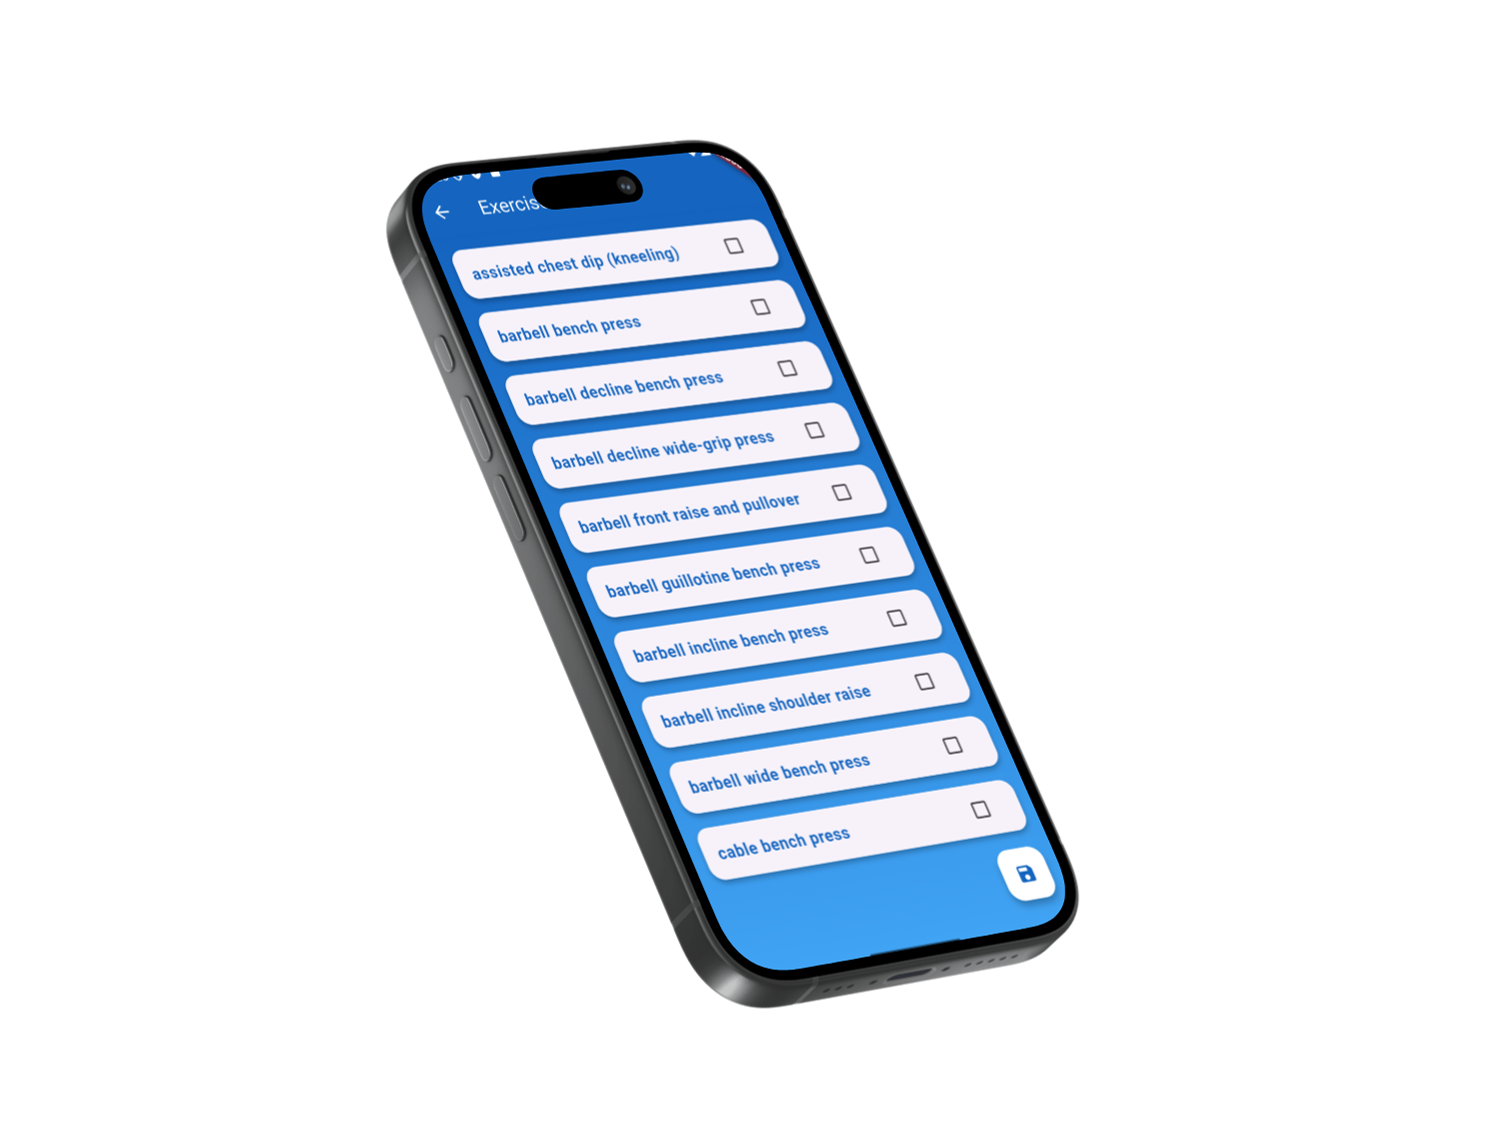 Exercis
assisted chest dip (kneeling)
barbell bench press
barbell decline bench press
barbell decline wide-grip press
barbell front raise and pullover
barbell guillotine bench press
barbell incline bench press
barbell incline shoulder raise
barbell wide bench press
cable bench press